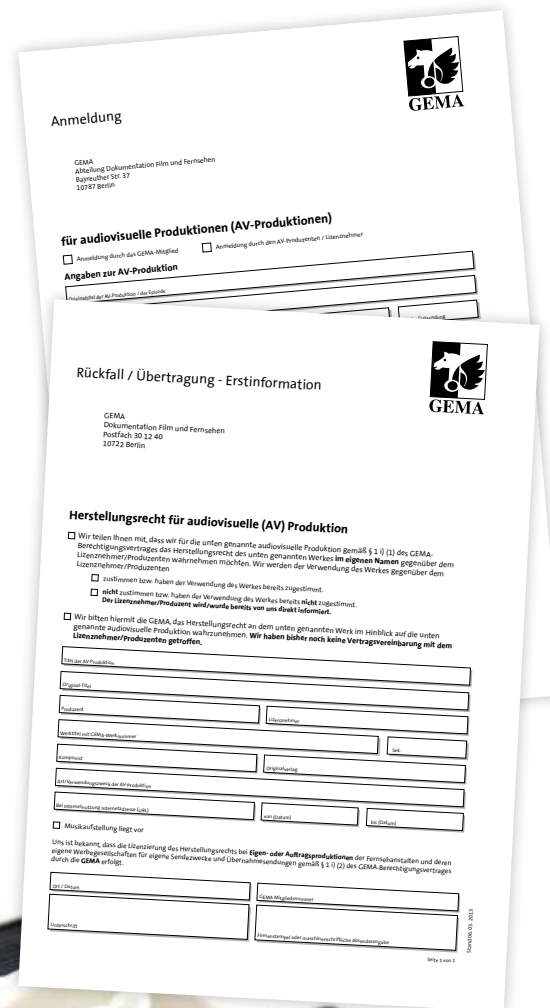 GEMA
Anmeldung
GEMA
Abteilung Dokumentation Film und Fernsehen
Bayreuther Str. 37
10787 Berlin
für audiovisuelle Produktionen (AV-Produktionen)
Anmeldung durch das GEMA-Mitglied
Anmeldung durch den AV-Produzenten / Lizenznehmer
Angaben zur AV-Produktion
Originaltitel der AV-Produktion / der Episode
GEMA
Rückfall / Übertragung - Erstinformation
GEMA
Dokumentation Film und Fernsehen
Postfach 30 12 40
10722 Berlin
Herstellungsrecht für audiovisuelle (AV) Produktion
Wir teilen Ihnen mit, dass wir für die unten genannte audiovisuelle Produktion gemäß § 1 i) (1) des GEMA-
Berechtigungsvertrages das Herstellungsrecht des unten genannten Werkes im eigenen Namen gegenüber dem
Lizenznehmer/Produzenten wahrnehmen möchten. Wir werden der Verwendung des Werkes gegenüber dem
Lizenznehmer/Produzenten
zustimmen bzw. haben der Verwendung des Werkes bereits zugestimmt.
nicht zustimmen bzw. haben der Verwendung des Werkes bereits nicht zugestimmt.
Der Lizenznehmer/Produzent wird/wurde bereits von uns direkt informiert.
Wir bitten hiermit die GEMA, das Herstellungsrecht an dem unten genannten Werk im Hinblick auf die unten
genannte audiovisuelle Produktion wahrzunehmen. Wir haben bisher noch keine Vertragsvereinbarung mit dem
Lizenznehmer/Produzenten getroffen.
Titel der AV-Produktion
Original-Titel
Produzent
Lizenznehmer
Werktitel mit GEMA-Werknummer
Sek.
Komponist
Originalverlag
Art/Verwendungszweck der AV-Produktion
Bei Internetnutzung Internetadresse (URL)
von (Datum)
bis (Datum)
Musikaufstellung liegt vor
Uns ist bekannt, dass die Lizenzierung des Herstellungsrechts bei Eigen- oder Auftragsproduktionen der Fernsehanstalten und deren
eigene Werbegesellschaften für eigene Sendezwecke und Übernahmesendungen gemäß § 1 i) (2) des GEMA-Berechtigungsvertrages
durch die GEMA erfolgt.
Ort / Datum
GEMA Mitgliedsnummer
Unterschrift
Firmenstempel oder maschinenschriftliche Absenderangabe
Stand 06.03. 2013
Seite 1 von 1